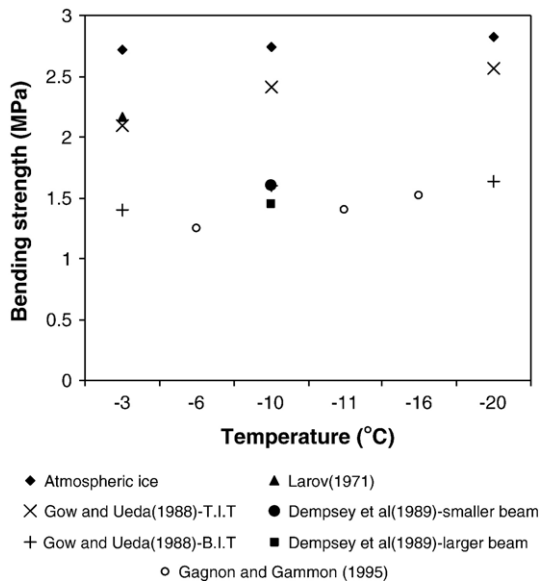 Bending strength (MPa)
3
2.5
2
1.5
1
0.5
0
-3 -6 -10 -11 -16 -20
Temperature (°C)
Atmospheric ice
Larov(1971)
Gow and Ueda(1988)-T.I.T
Dempsey et al(1989)-smaller beam
Gow and Ueda(1988)-B.I.T
Dempsey et al(1989)-larger beam
Gagnon and Gammon (1995)